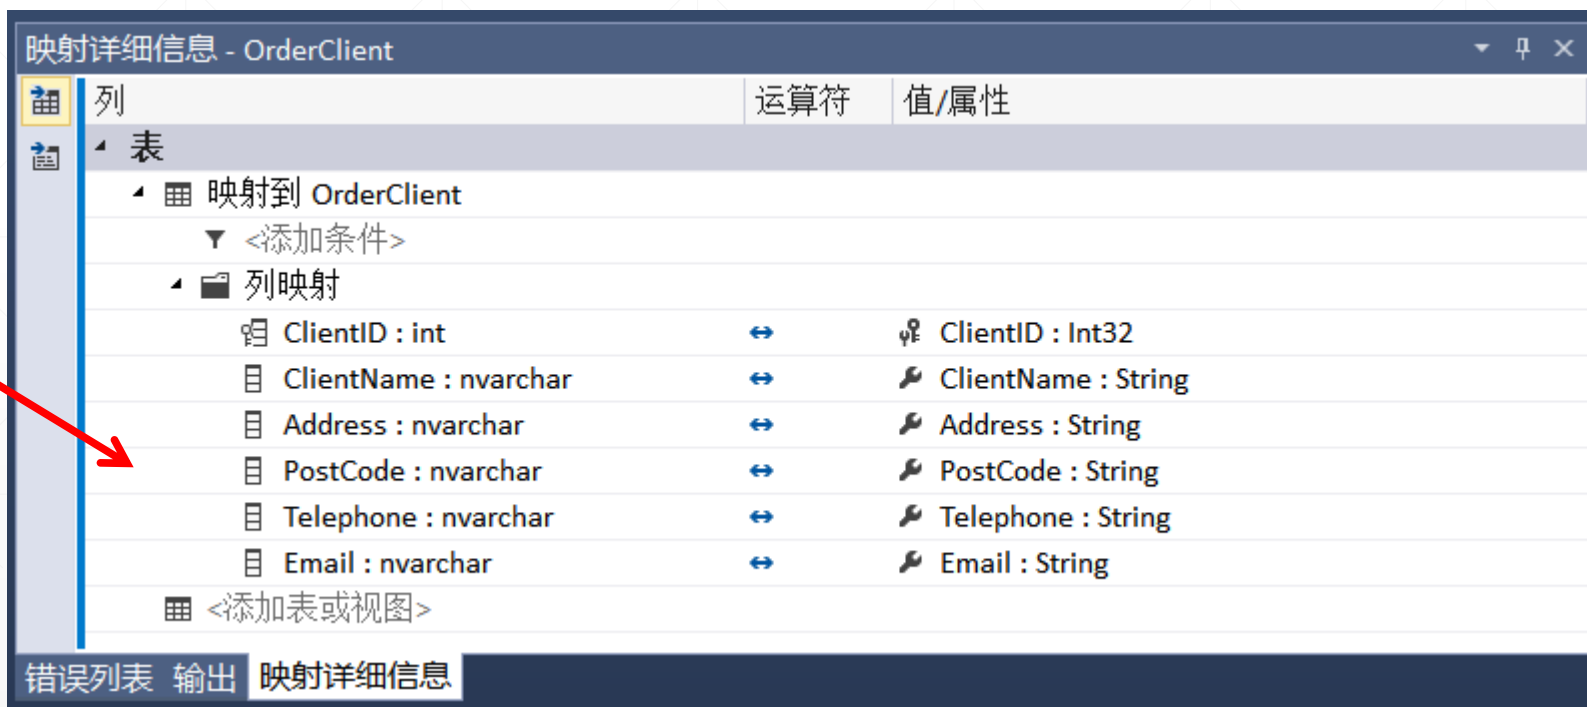 映射详细信息 - OrderClient
列 运算符 值/属性
表
映射到 OrderClient
<添加条件>
列映射
ClientID : int ClientID : Int32
ClientName : nvarchar ClientName : String
Address : nvarchar Address : String
PostCode : nvarchar PostCode : String
Telephone : nvarchar Telephone : String
Email : nvarchar Email : String
<添加表或视图>
错误列表 输出 映射详细信息